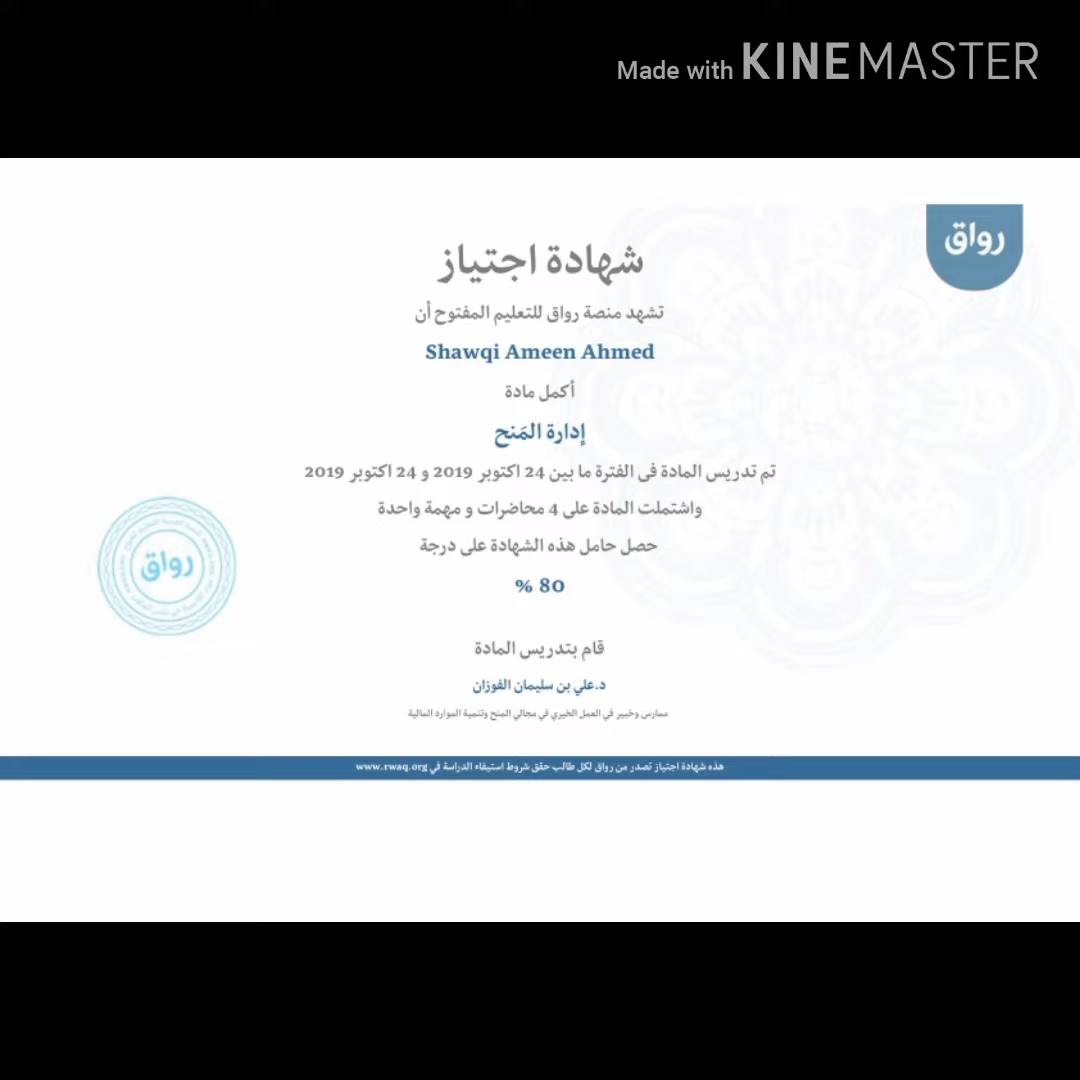 Made with KINEMASTER
رواق
شهادة اجتياز
تشهد منصة رواق للتعليم المفتوح أن
Shawqi Ameen Ahmed
أكمل مادة
إدارة المَنح
تم تدريس المادة فى الفترة ما بين 24 اكتوبر 2019 و 24 اكتوبر 2019
واشتملت المادة على 4 محاضرات و مهمة واحدة
حصل حامل هذه الشهادة على درجة
80 %
رواق
قام بتدريس المادة
د.علي بن سليمان الفوزان
ممارس وخبير في العمل الخيري في مجالي المنح وتنمية الموارد المالية
هذه شهادة اجتياز تصدر من رواق لكل طالب حقق شروط استيفاء الدراسة في www.rwaq.org